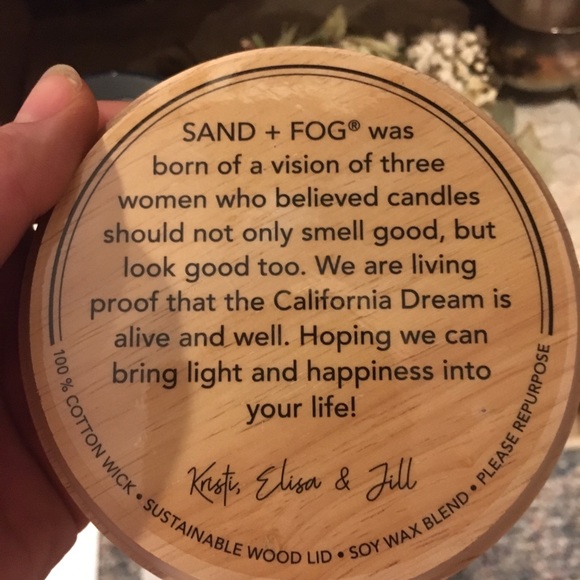 SAND + FOG® was
born of a vision of three
women who believed candles
should not only smell good, but
look good too. We are living
proof that the California Dream is
alive and well. Hoping we can
bring light and happiness into
your life!
Kristi, Elisa & Jill
100 % COTTON WICK • SUSTAINABLE WOOD LID • SOY WAX BLEND • PLEASE REPURPOSE